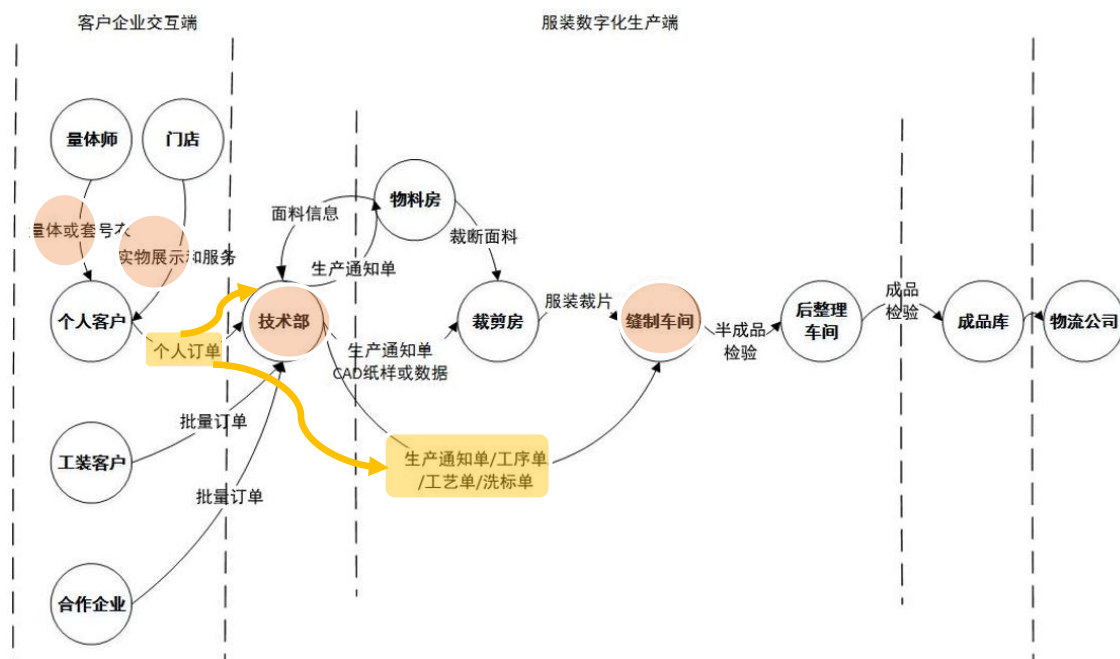 客户企业交互端
服装数字化生产端
量体师
门店
物料房
量体或套号衣
实物展示和服务
面料信息
生产通知单
裁断面料
个人客户
个人订单
技术部
生产通知单
CAD纸样或数据
裁剪房
服装裁片
缝制车间
半成品
检验
后整理
车间
成品
检验
成品库
物流公司
批量订单
工装客户
生产通知单/工序单
/工艺单/洗标单
批量订单
合作企业